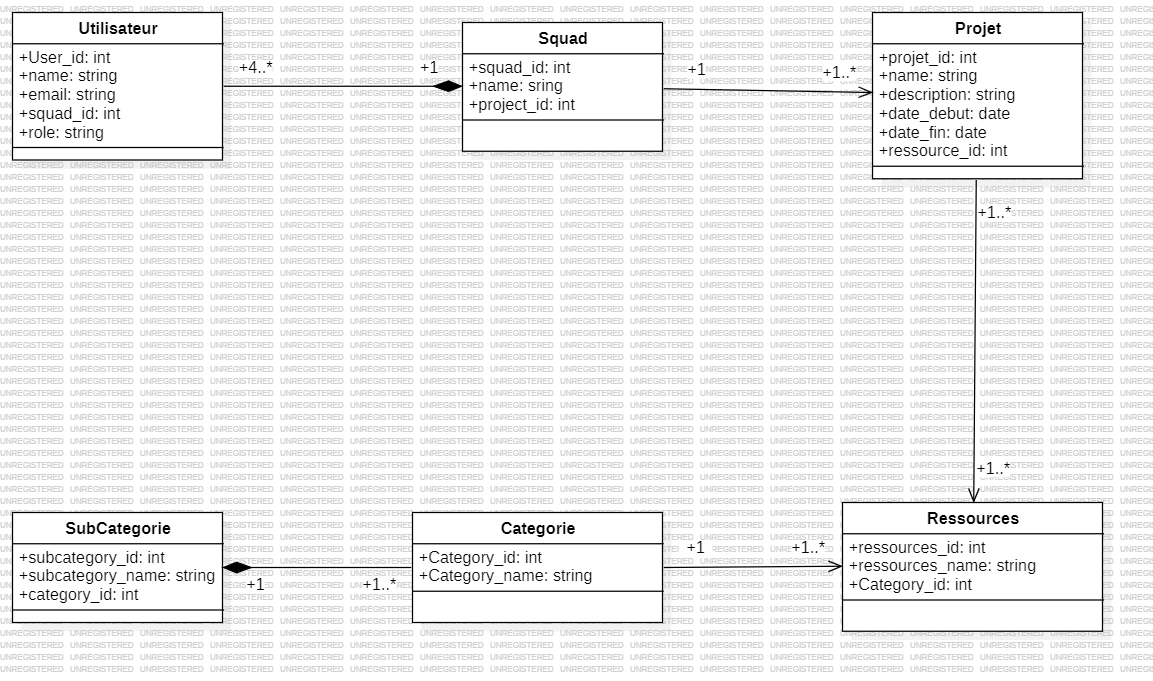 Utilisateur
+User_id: int
+name: string
+email: string
+squad_id: int
+role: string
+4..*
+1
Squad
+squad_id: int
+name: sring
+project_id: int
+1
+1..*
Projet
+projet_id: int
+name: string
+description: string
+date_debut: date
+date_fin: date
+ressource_id: int
+1..*
+1..*
SubCategorie
+subcategory_id: int
+subcategory_name: string
+category_id: int
+1
+1..*
Categorie
+Category_id: int
+Category_name: string
+1
+1..*
Ressources
+ressources_id: int
+ressources_name: string
+Category_id: int
UNREGISTERED